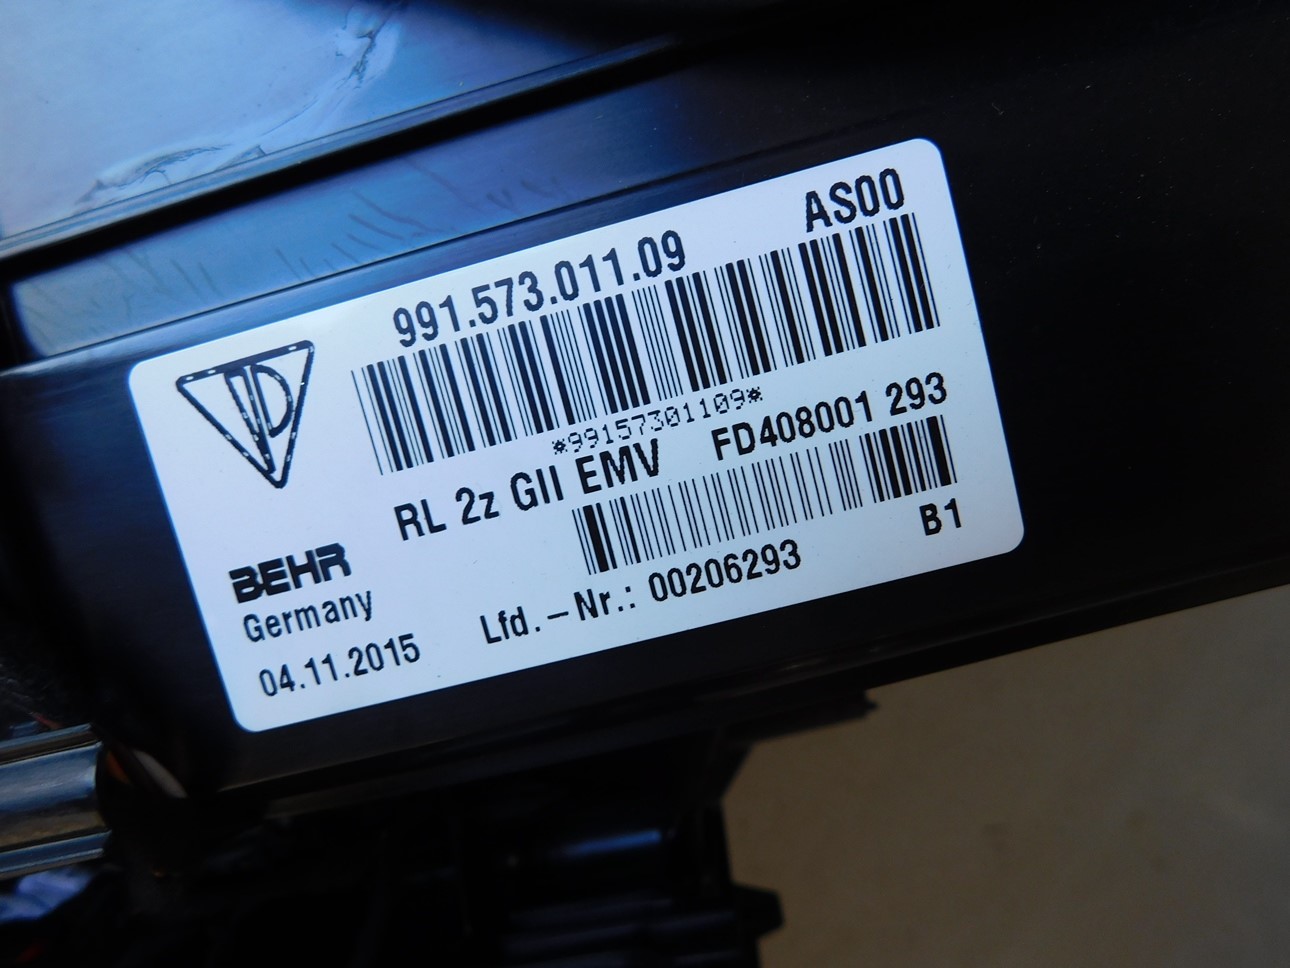 991.573.011.09 AS00
*99157301109*
RL 2z GII EMV FD408001 293
BEHR
Germany
04.11.2015 Lfd.-Nr.: 00206293 B1